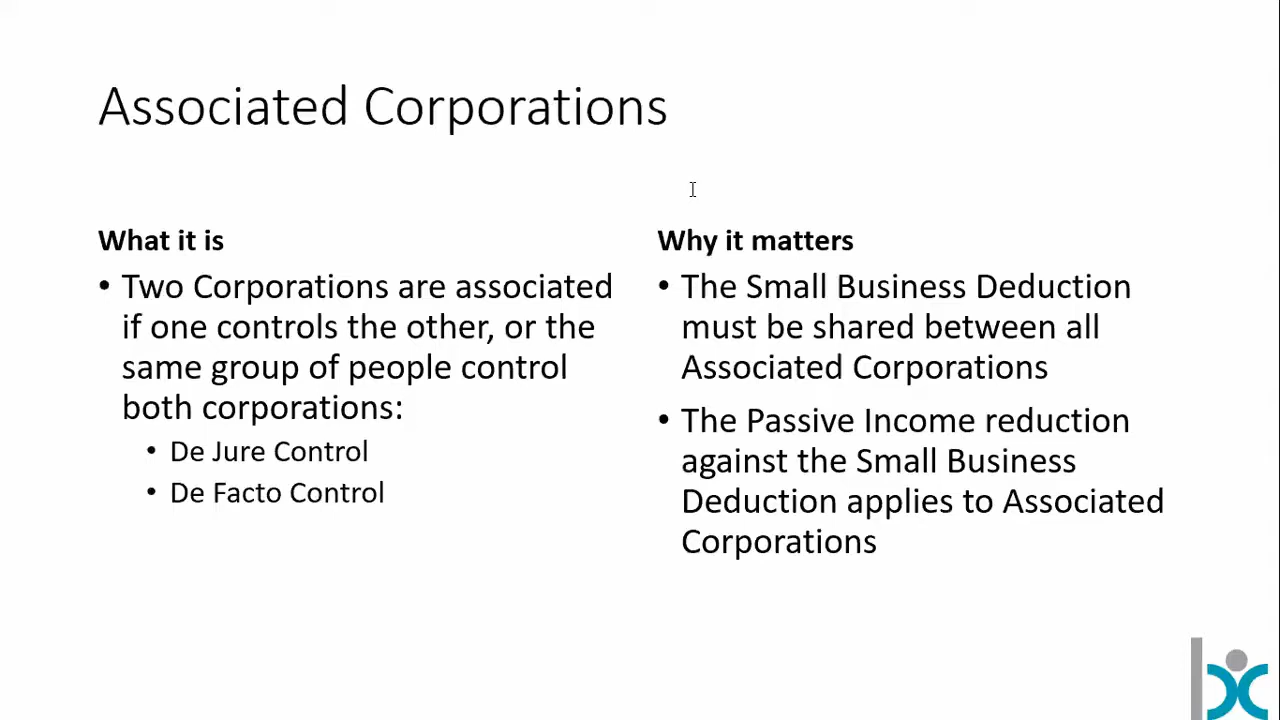 Associated Corporations
What it is
• Two Corporations are associated
if one controls the other, or the
same group of people control
both corporations:
• De Jure Control
• De Facto Control
Why it matters
• The Small Business Deduction
must be shared between all
Associated Corporations
• The Passive Income reduction
against the Small Business
Deduction applies to Associated
Corporations